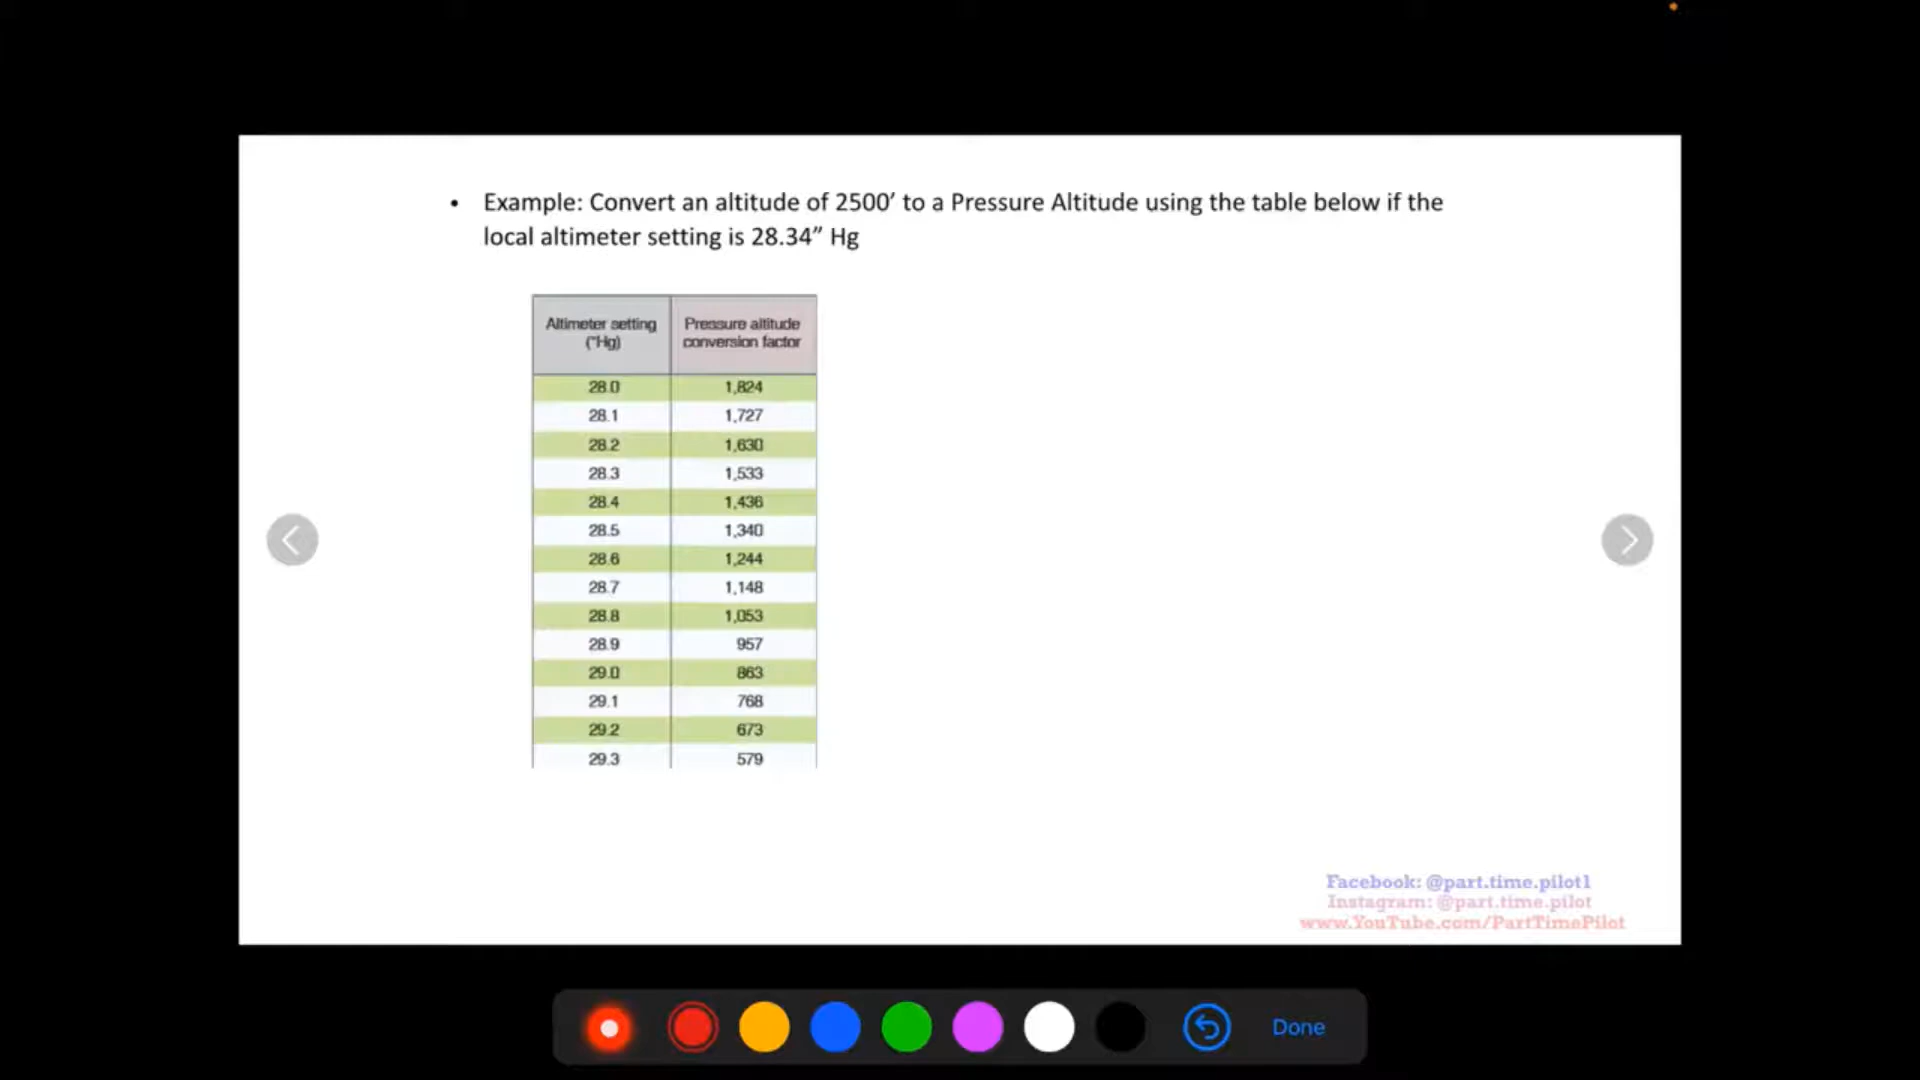 • Example: Convert an altitude of 2500’ to a Pressure Altitude using the table below if the
local altimeter setting is 28.34” Hg
Altimeter setting Pressure altitude
("Hg) conversion factor
28.0 1,824
28.1 1,727
28.2 1,630
28.3 1,533
28.4 1,436
28.5 1,340
28.6 1,244
28.7 1,148
28.8 1,053
28.9 957
29.0 863
29.1 768
29.2 673
29.3 579
Facebook: @part.time.pilot1
Instagram: @part.time.pilot
www.YouTube.com/PartTimePilot
Done